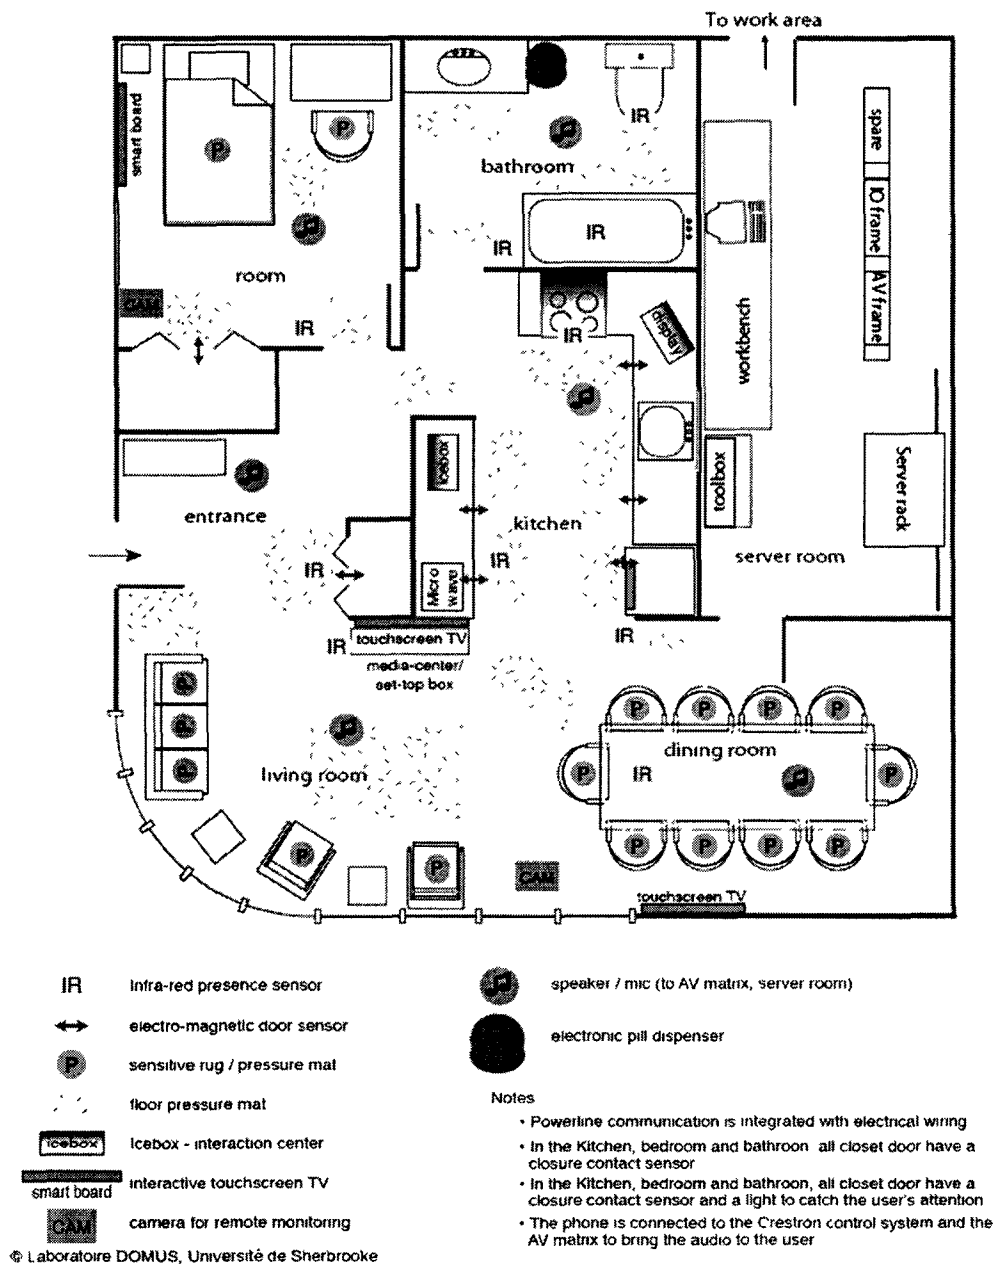 To work area
smart board
P
P
IR
bathroom
spare
IO frame
AV frame
IR
IR
room
CAM
IR
IR
display
workbench
Icebox
toolbox
Server rack
entrance
kitchen
IR
IR
Micro
wave
server room
IR
touchscreen TV
IR
media-center/
set-top box
P
P
P
P
P
P
P
living room
dining room
P
IR
P
P
P
P
P
P
P
CAM
touchscreen TV
IR
Infra-red presence sensor
electro-magnetic door sensor
P
sensitive rug / pressure mat
floor pressure mat
Icebox
Icebox - interaction center
smart board
interactive touchscreen TV
CAM
camera for remote monitoring
© Laboratoire DOMUS, Université de Sherbrooke
speaker / mic (to AV matrix, server room)
electronic pill dispenser
Notes
• Powerline communication is integrated with electrical wiring
• In the Kitchen, bedroom and bathroon all closet door have a
closure contact sensor
• In the Kitchen, bedroom and bathroon, all closet door have a
closure contact sensor and a light to catch the user's attention
• The phone is connected to the Crestron control system and the
AV matrix to bring the audio to the user